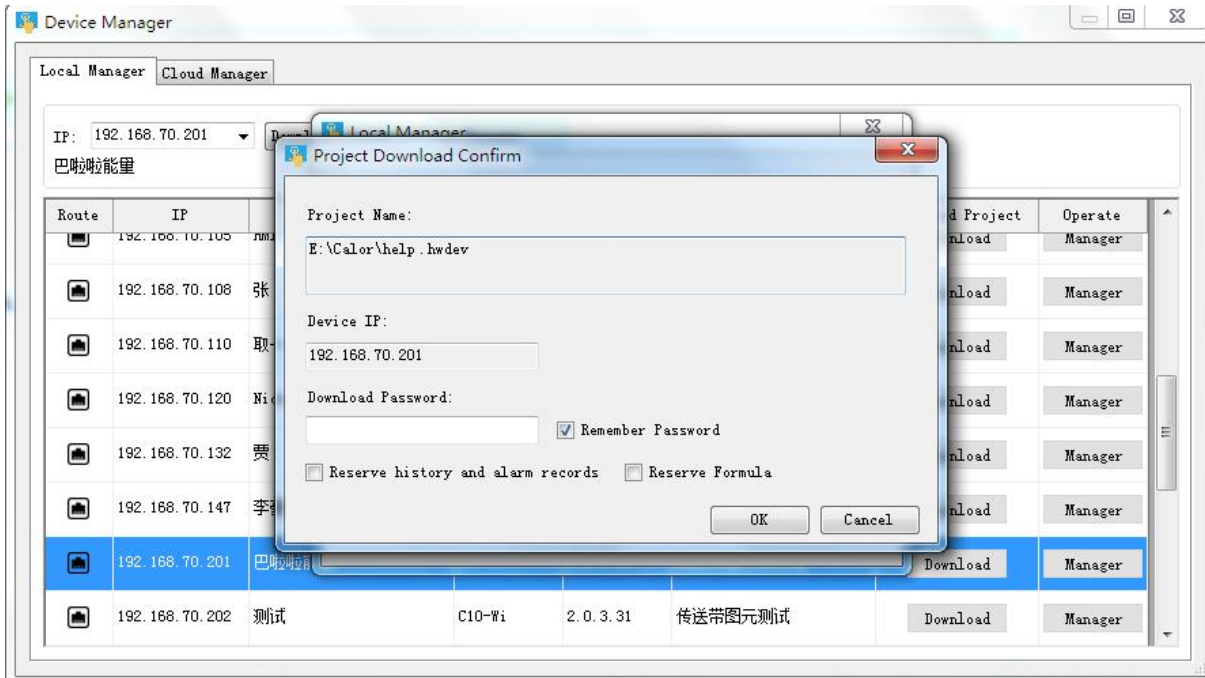 Device Manager
Local Manager Cloud Manager
IP: 192.168.70.201
Local Manager
巴啦啦能量
Project Download Confirm
Project Name:
E:\Calor\help.hwdev
Device IP:
192.168.70.201
Download Password:
Remember Password
Reserve history and alarm records Reserve Formula
OK Cancel
Route IP d Project Operate
192.168.70.105 nload Manager
192.168.70.108 张 nload Manager
192.168.70.110 取 nload Manager
192.168.70.120 Nic nload Manager
192.168.70.132 贾 nload Manager
192.168.70.147 李 nload Manager
192.168.70.201 巴啦啦 Download Manager
192.168.70.202 测试 C10-Wi 2.0.3.31 传送带图元测试 Download Manager